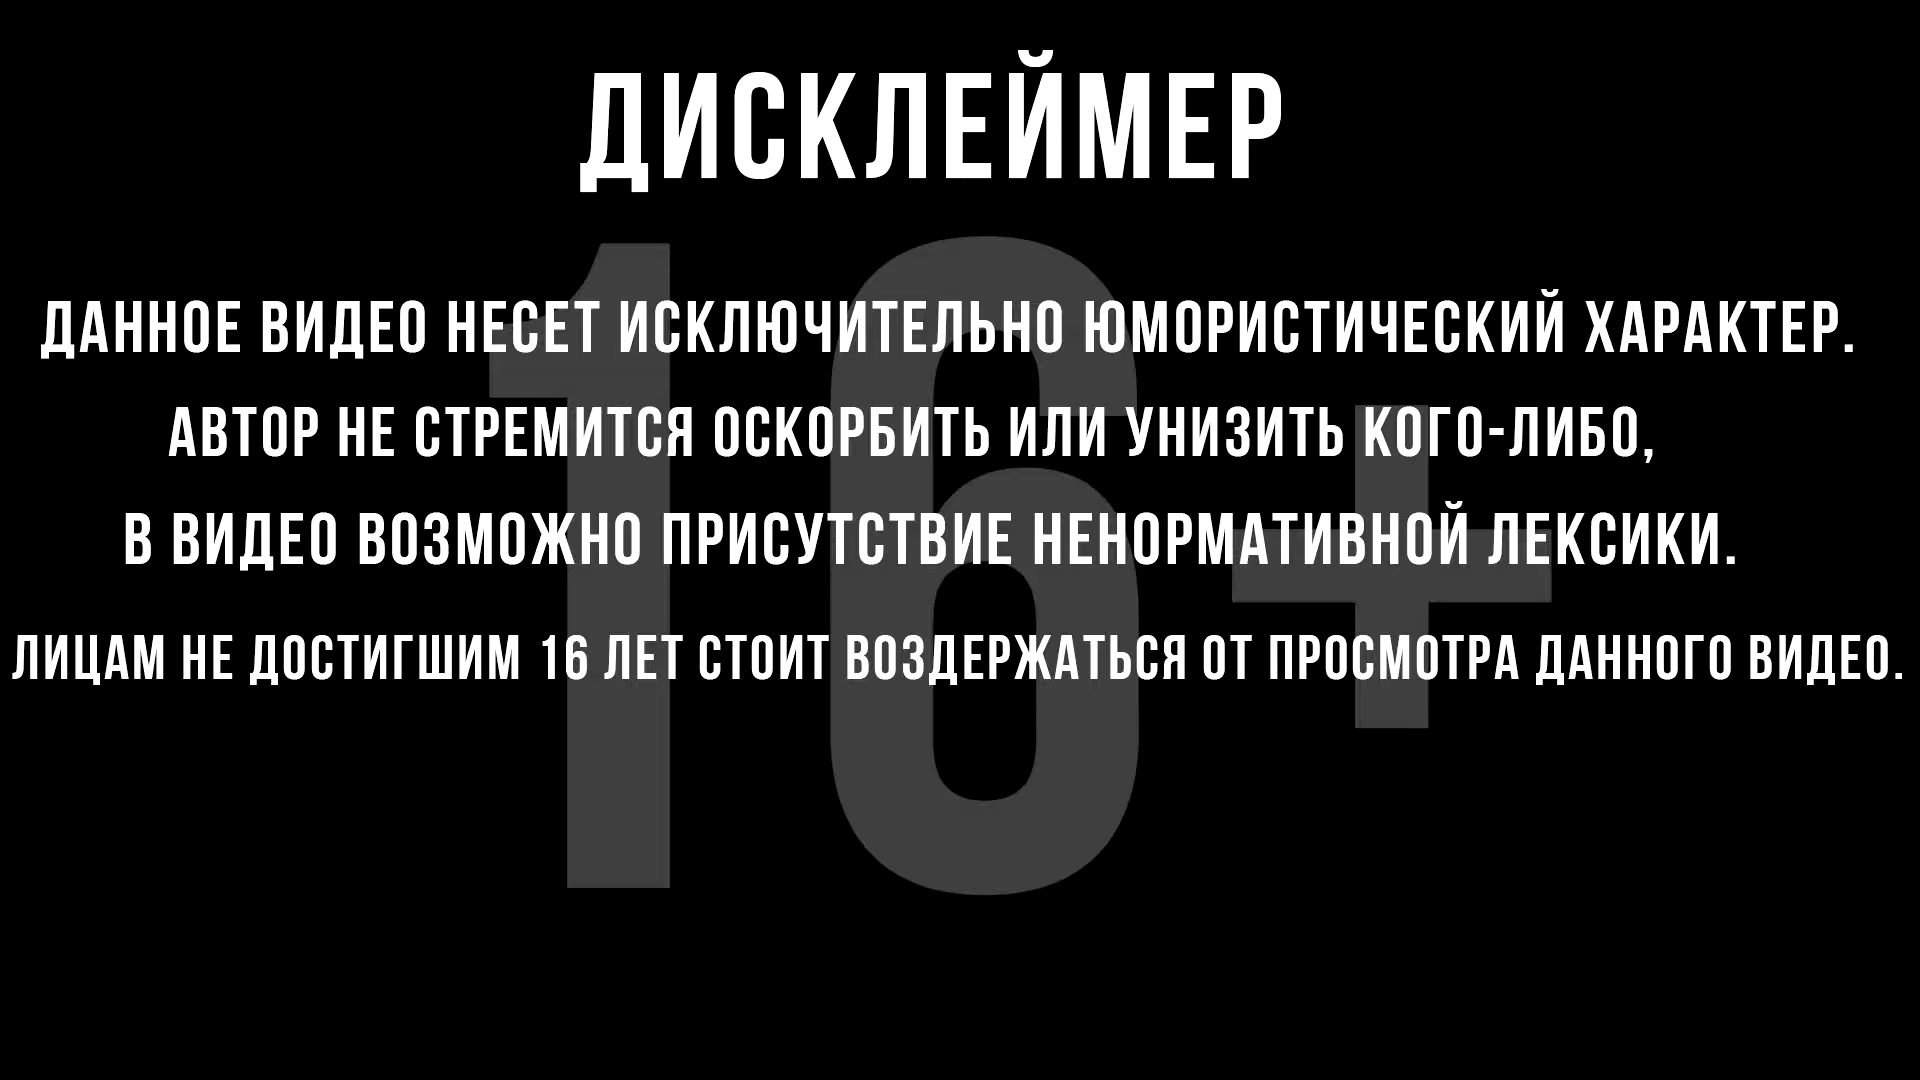 ДИСКЛЕЙМЕР
16+
ДАННОЕ ВИДЕО НЕСЕТ ИСКЛЮЧИТЕЛЬНО ЮМОРИСТИЧЕСКИЙ ХАРАКТЕР.
АВТОР НЕ СТРЕМИТСЯ ОСКОРБИТЬ ИЛИ УНИЗИТЬ КОГО-ЛИБО,
В ВИДЕО ВОЗМОЖНО ПРИСУТСТВИЕ НЕНОРМАТИВНОЙ ЛЕКСИКИ.
ЛИЦАМ НЕ ДОСТИГШИМ 16 ЛЕТ СТОИТ ВОЗДЕРЖАТЬСЯ ОТ ПРОСМОТРА ДАННОГО ВИДЕО.